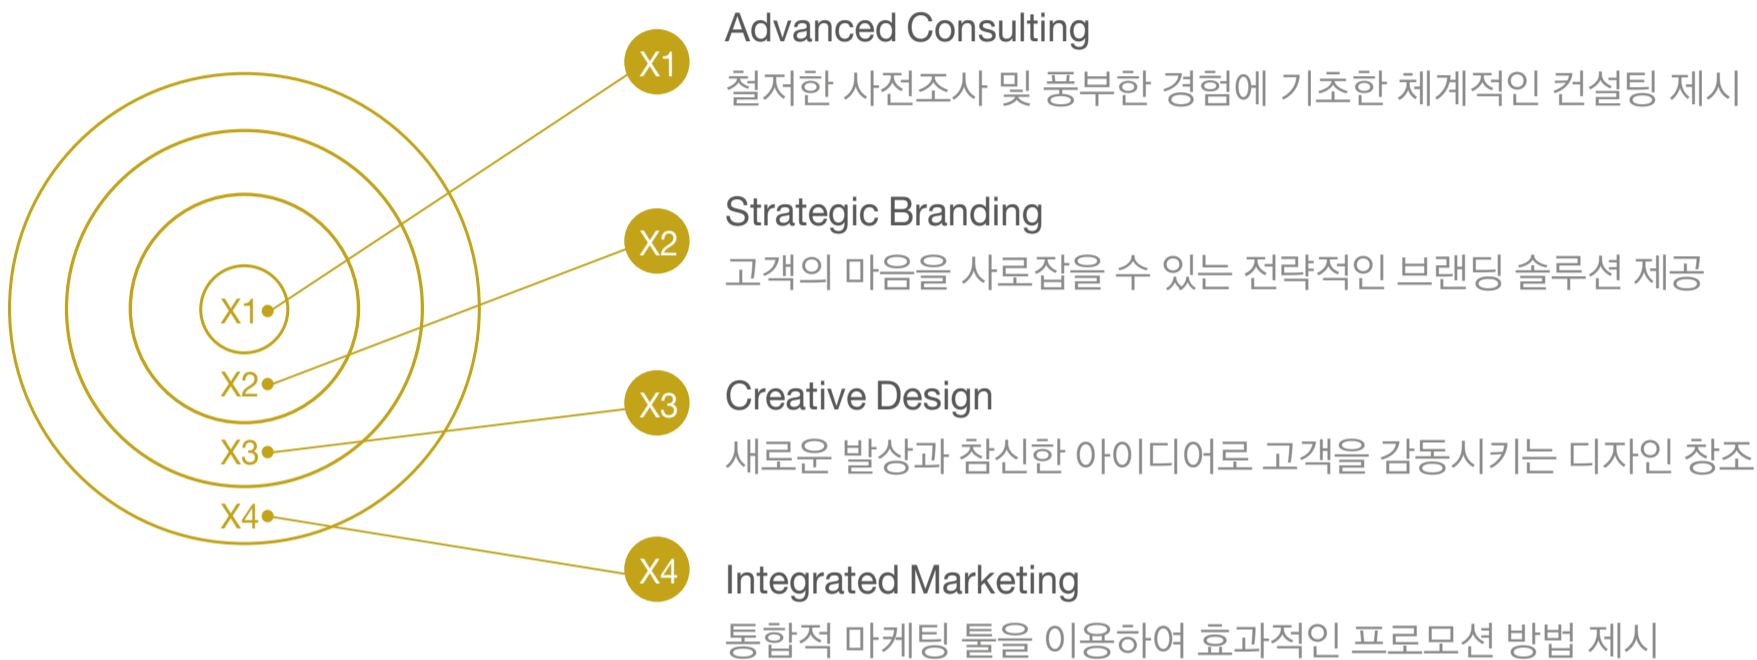 X1
Advanced Consulting
철저한 사전조사 및 풍부한 경험에 기초한 체계적인 컨설팅 제시
X2
Strategic Branding
고객의 마음을 사로잡을 수 있는 전략적인 브랜딩 솔루션 제공
X3
Creative Design
새로운 발상과 참신한 아이디어로 고객을 감동시키는 디자인 창조
X4
Integrated Marketing
통합적 마케팅 툴을 이용하여 효과적인 프로모션 방법 제시
X1
X2
X3
X4